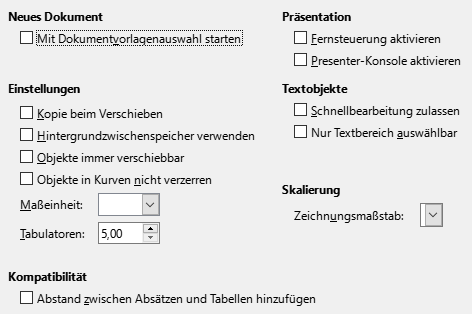 Neues Dokument
Mit Dokumentvorlagenauswahl starten
Einstellungen
Kopie beim Verschieben
Hintergrundzwischenspeicher verwenden
Objekte immer verschiebbar
Objekte in Kurven nicht verzerren
Maßeinheit:
Tabulatoren: 5,00
Kompatibilität
Abstand zwischen Absätzen und Tabellen hinzufügen
Präsentation
Fernsteuerung aktivieren
Presenter-Konsole aktivieren
Textobjekte
Schnellbearbeitung zulassen
Nur Textbereich auswählbar
Skalierung
Zeichnungsmaßstab: